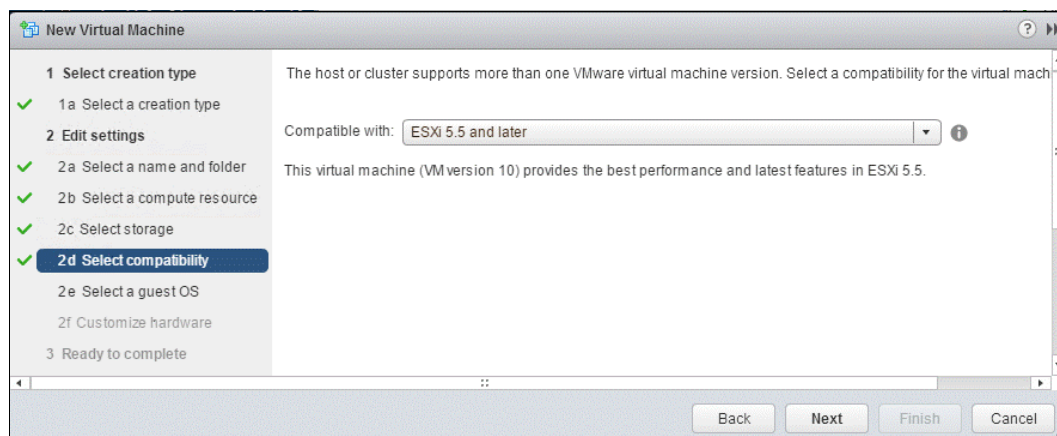 New Virtual Machine
1 Select creation type
1a Select a creation type
2 Edit settings
2a Select a name and folder
2b Select a compute resource
2c Select storage
2d Select compatibility
2e Select a guest OS
2f Customize hardware
3 Ready to complete
The host or cluster supports more than one VMware virtual machine version. Select a compatibility for the virtual mach
Compatible with: ESXi 5.5 and later
This virtual machine (VM version 10) provides the best performance and latest features in ESXi 5.5.
Back Next Finish Cancel